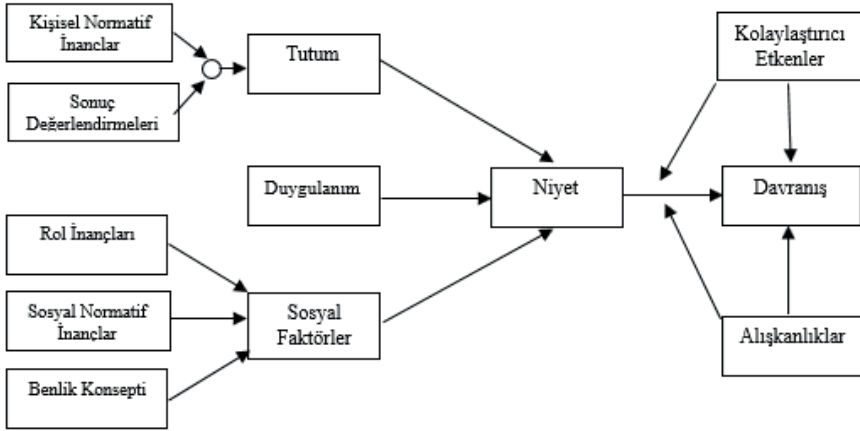 Kişisel Normatif
İnançlar
Tutum
Kolaylaştırıcı
Etkenler
Sonuç
Değerlendirmeleri
Duygulanım
Niyet
Davranış
Rol İnançları
Sosyal Normatif
İnançlar
Sosyal
Faktörler
Alışkanlıklar
Benlik Konsepti